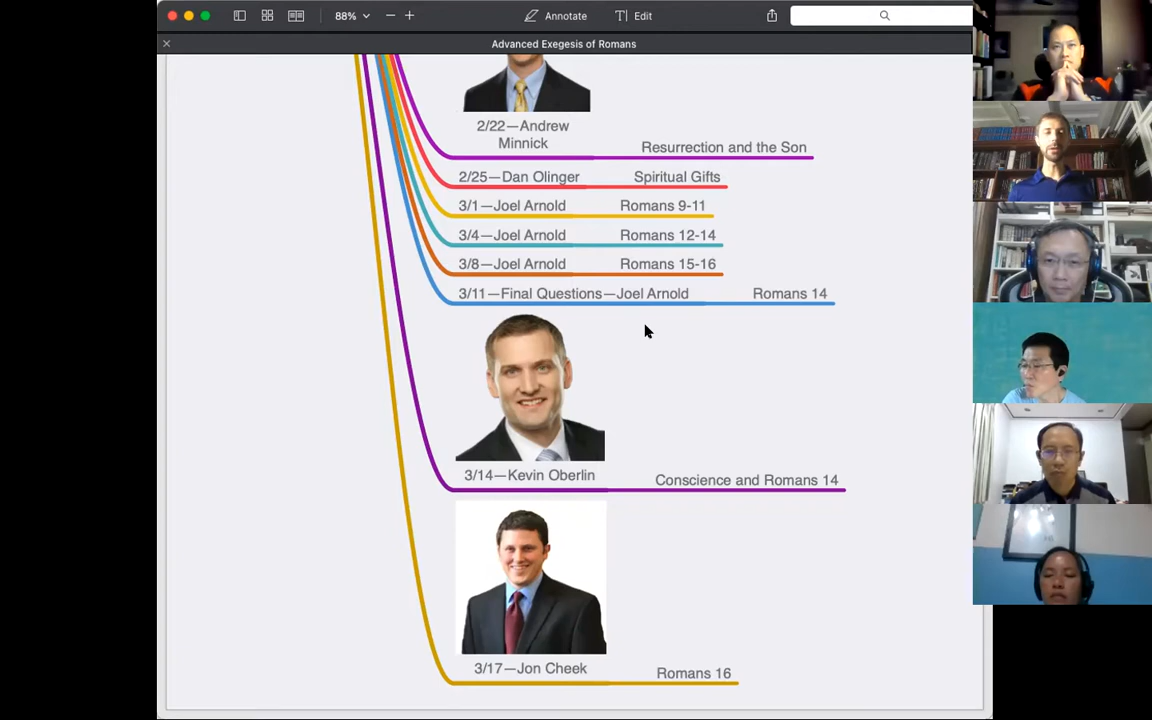 88%
Annotate
Edit
Advanced Exegesis of Romans
2/22—Andrew
Minnick
Resurrection and the Son
2/25—Dan Olinger
Spiritual Gifts
3/1—Joel Arnold
Romans 9-11
3/4—Joel Arnold
Romans 12-14
3/8—Joel Arnold
Romans 15-16
3/11—Final Questions—Joel Arnold
Romans 14
3/14—Kevin Oberlin
Conscience and Romans 14
3/17—Jon Cheek
Romans 16